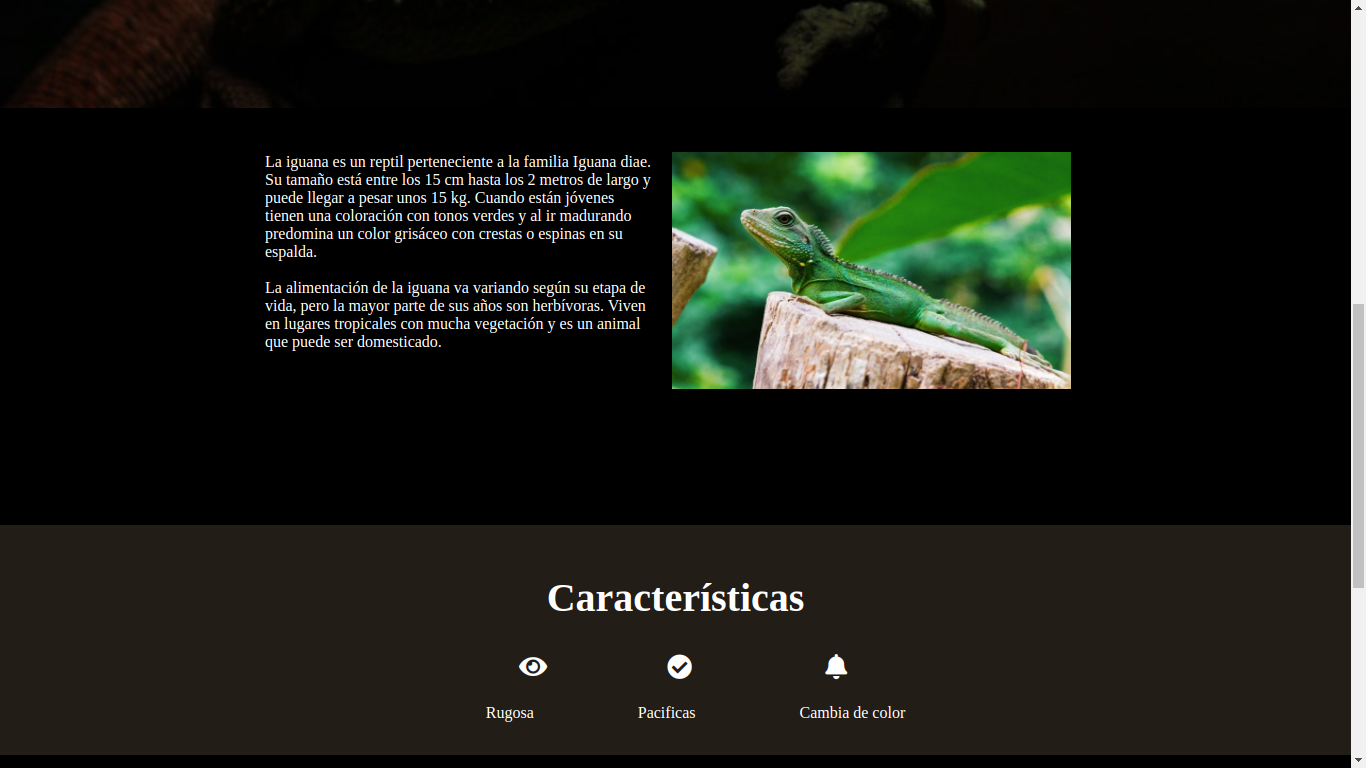 La iguana es un reptil perteneciente a la familia Iguana diae.
Su tamaño está entre los 15 cm hasta los 2 metros de largo y
puede llegar a pesar unos 15 kg. Cuando están jóvenes
tienen una coloración con tonos verdes y al ir madurando
predomina un color grisáceo con crestas o espinas en su
espalda.
La alimentación de la iguana va variando según su etapa de
vida, pero la mayor parte de sus años son herbívoras. Viven
en lugares tropicales con mucha vegetación y es un animal
que puede ser domesticado.
Características
Rugosa
Pacificas
Cambia de color